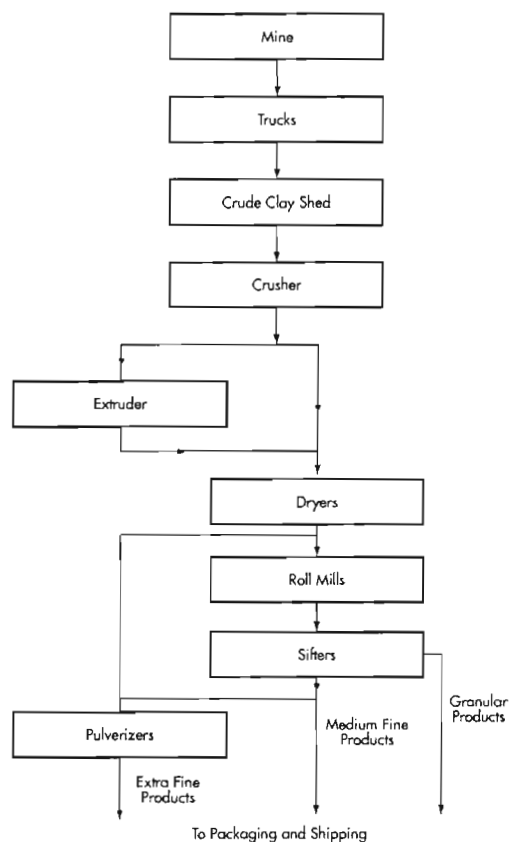 Mine
Trucks
Crude Clay Shed
Crusher
Extruder
Dryers
Roll Mills
Sifters
Granular
Products
Medium Fine
Products
Pulverizers
Extra Fine
Products
To Packaging and Shipping